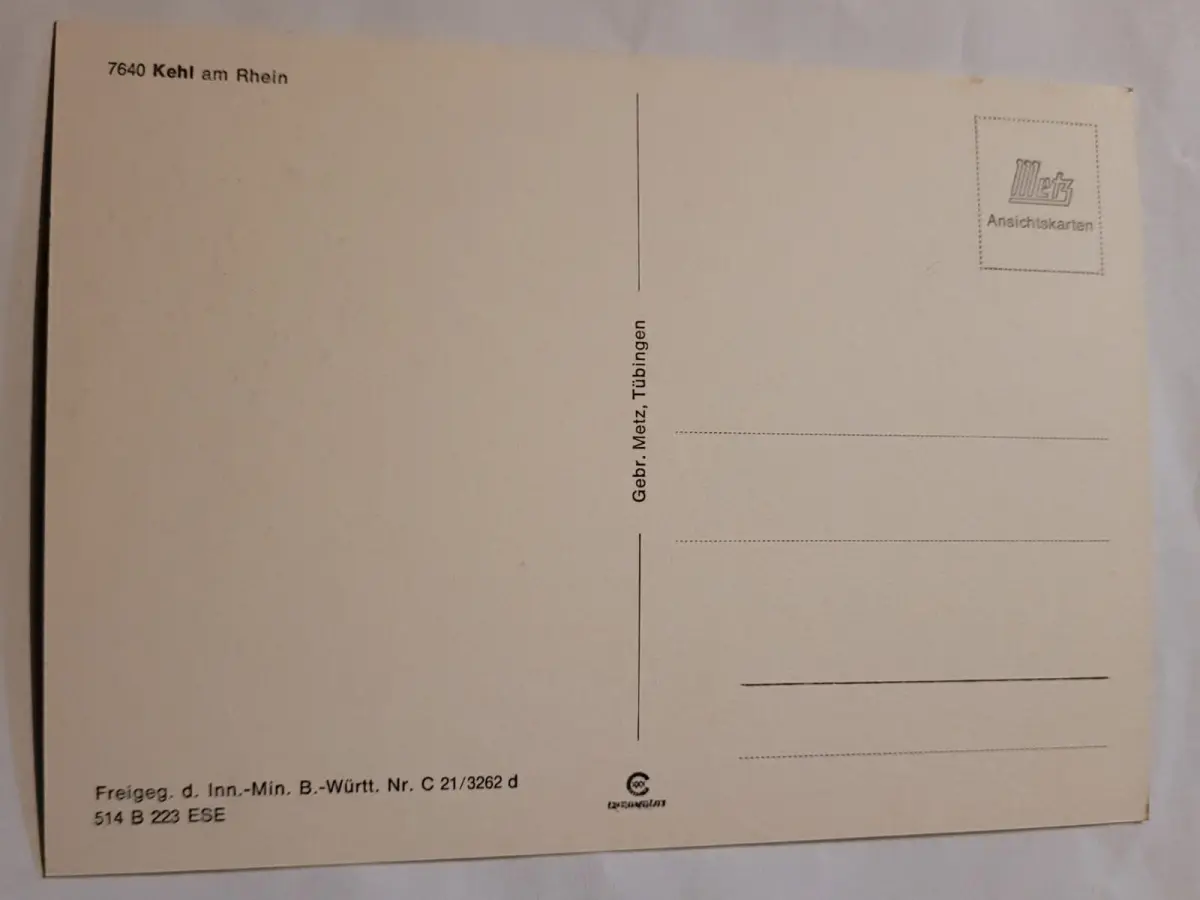 7640 Kehl am Rhein
Metz
Ansichtskarten
Gebr. Metz, Tübingen
Freigeg. d. Inn.-Min. B.-Württ. Nr. C 21/3262 d
514 B 223 ESE